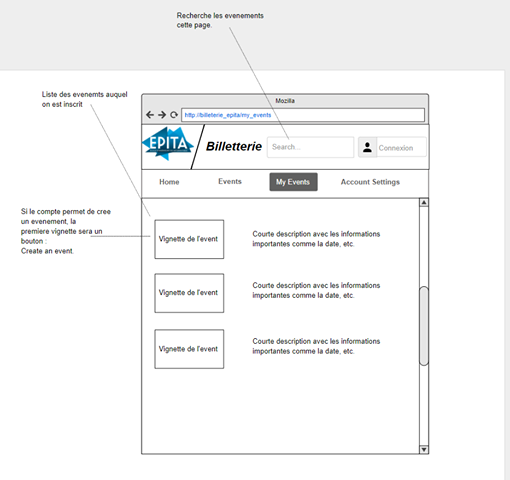 Recherche les evenements
cette page.
Liste des evenemts auquel
on est inscrit
Mozilla
http://billeterie_epita/my_events
EPITA
Billetterie
Search...
Connexion
Home
Events
My Events
Account Settings
Si le compte permet de cree
un evenement, la
premiere vignette sera un
bouton :
Create an event.
Vignette de l'event
Courte description avec les informations
importantes comme la date, etc.
Vignette de l'event
Courte description avec les informations
importantes comme la date, etc.
Vignette de l'event
Courte description avec les informations
importantes comme la date, etc.